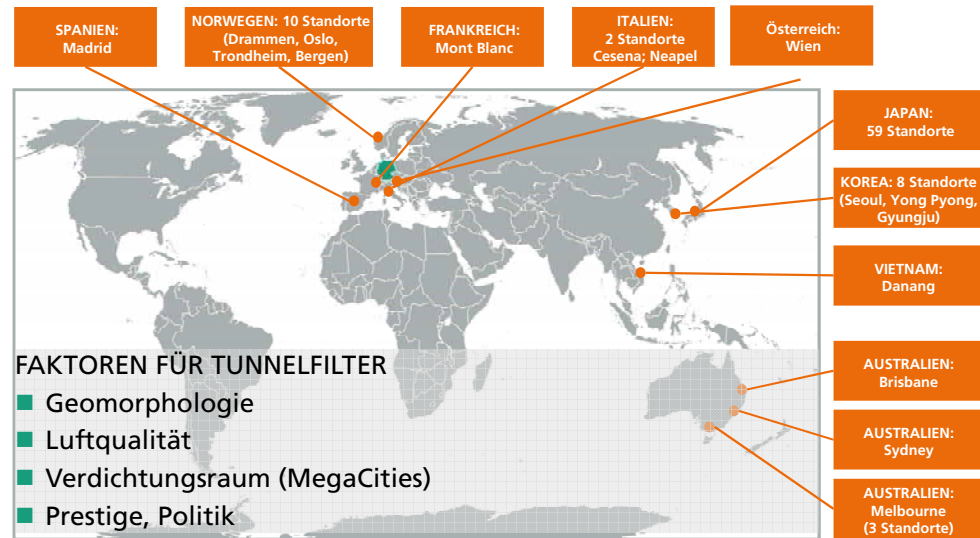 SPANIEN:
Madrid
NORWEGEN: 10 Standorte
(Drammen, Oslo,
Trondheim, Bergen)
FRANKREICH:
Mont Blanc
ITALIEN:
2 Standorte
Cesena; Neapel
Österreich:
Wien
JAPAN:
59 Standorte
KOREA: 8 Standorte
(Seoul, Yong Pyong,
Gyungju)
VIETNAM:
Danang
AUSTRALIEN:
Brisbane
AUSTRALIEN:
Sydney
AUSTRALIEN:
Melbourne
(3 Standorte)
FAKTOREN FÜR TUNNELFILTER
Geomorphologie
Luftqualität
Verdichtungsraum (MegaCities)
Prestige, Politik